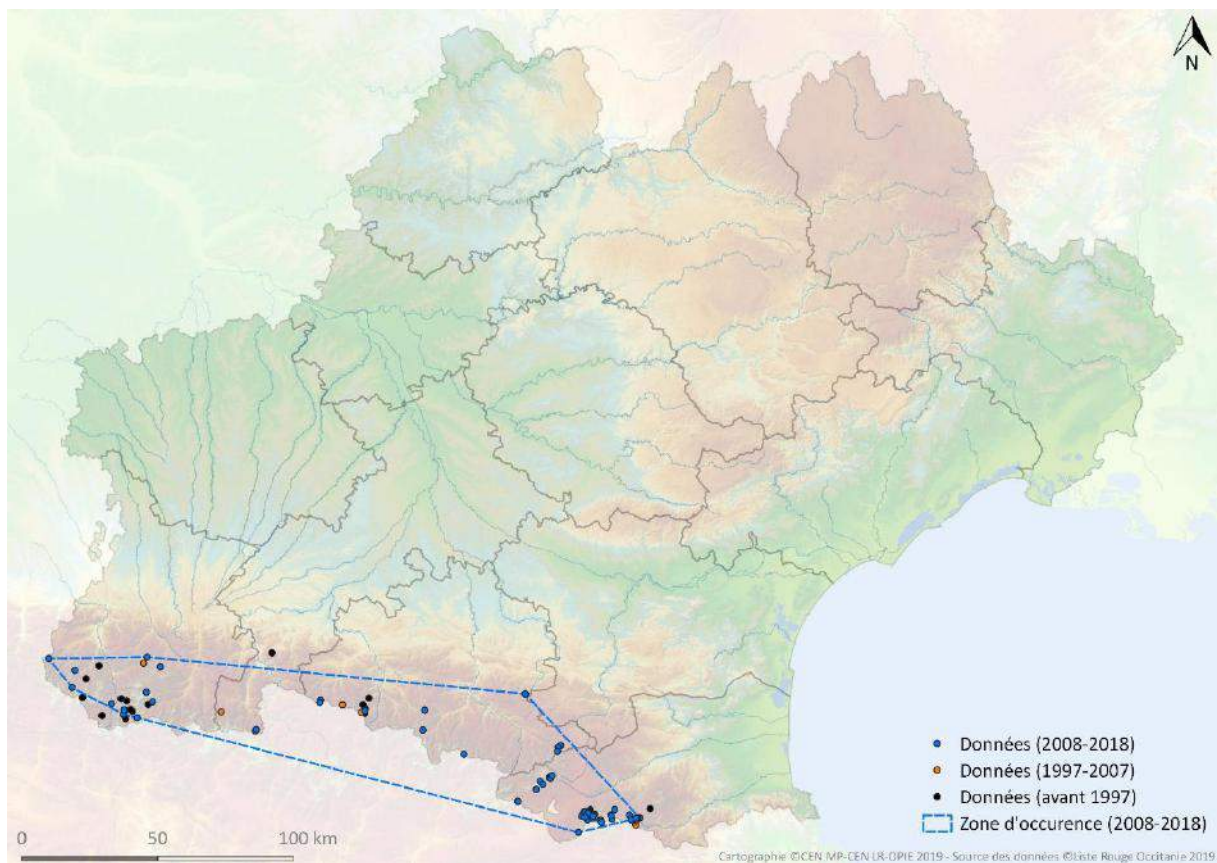 N
Données (2008-2018)
Données (1997-2007)
Données (avant 1997)
Zone d'occurence (2008-2018)
0 50 100 km
Cartographie ©CEN MP-CEN LR-OPIE 2019 - Source des données ©Liste Rouge Occitanie 2019